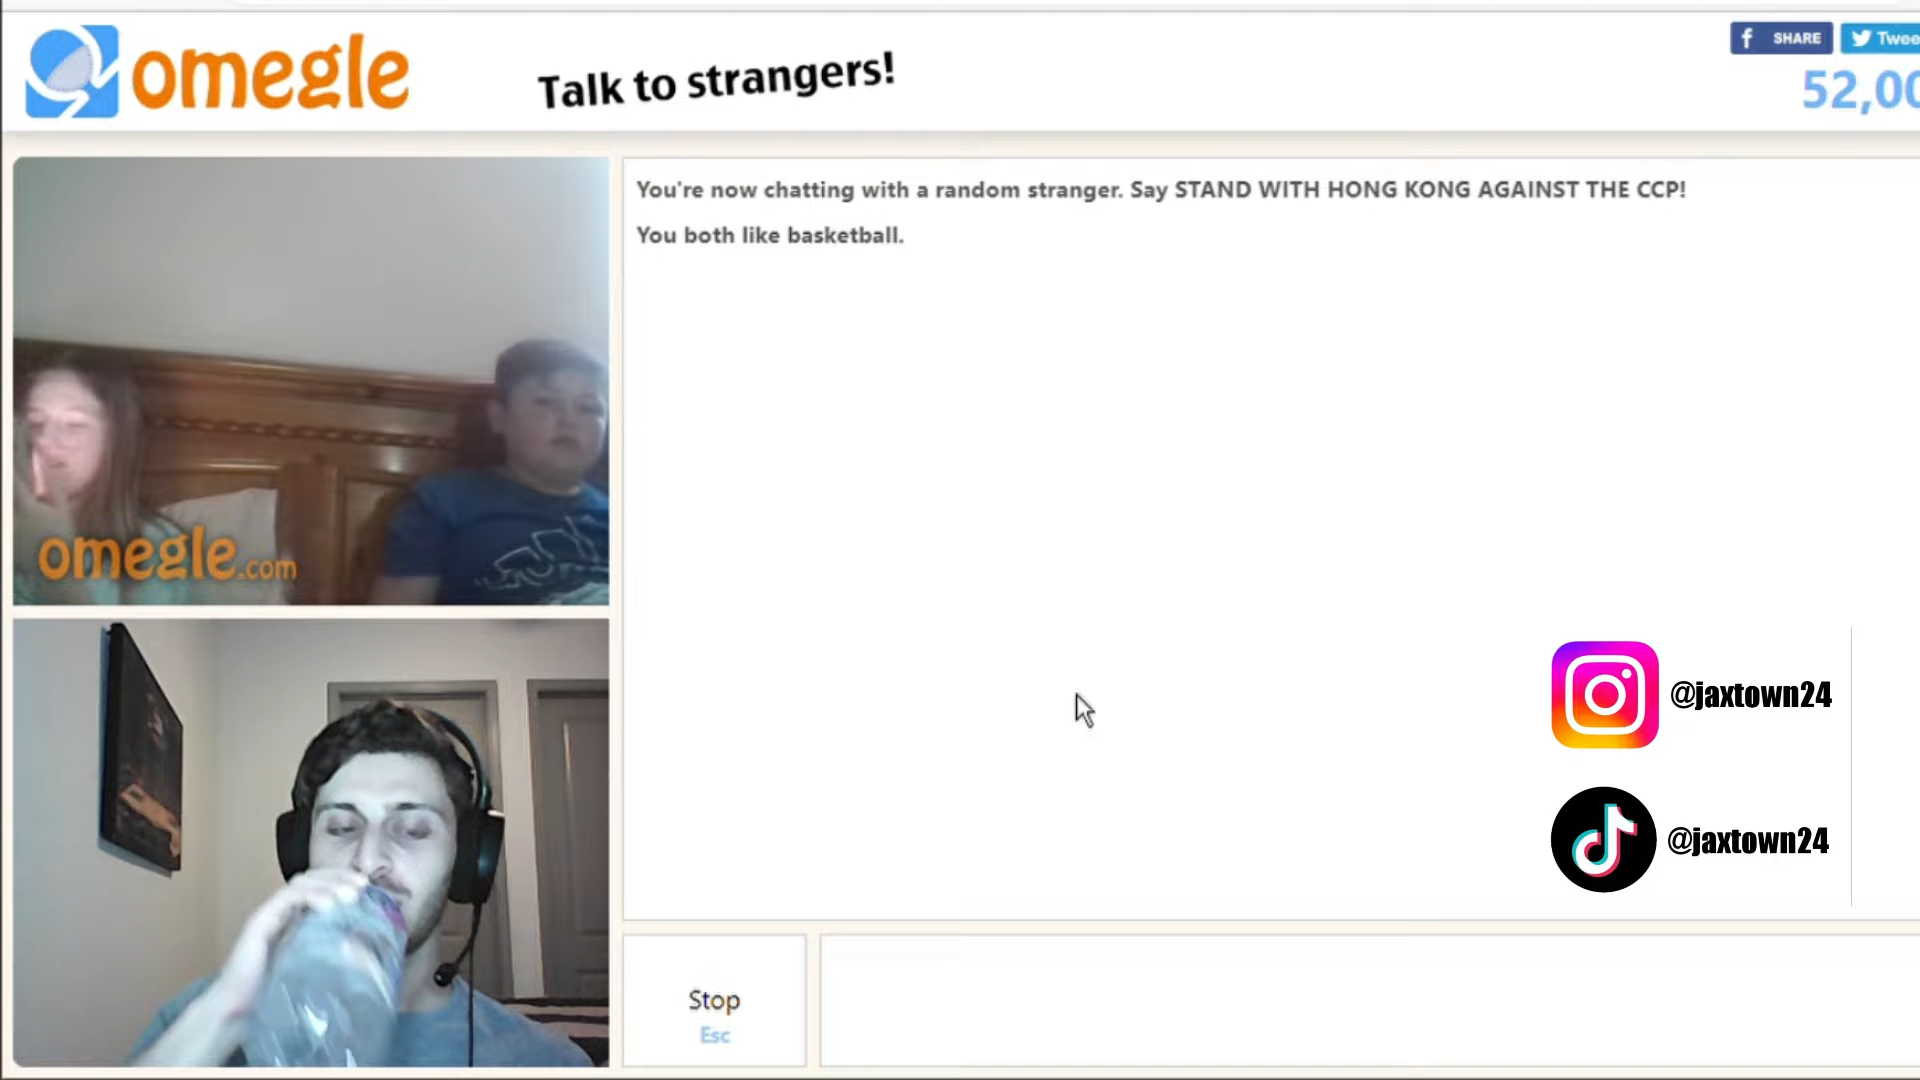 omegle
Talk to strangers!
SHARE
52,00
You're now chatting with a random stranger. Say STAND WITH HONG KONG AGAINST THE CCP!
You both like basketball.
omegle.com
@jaxtown24
@jaxtown24
Stop
Esc